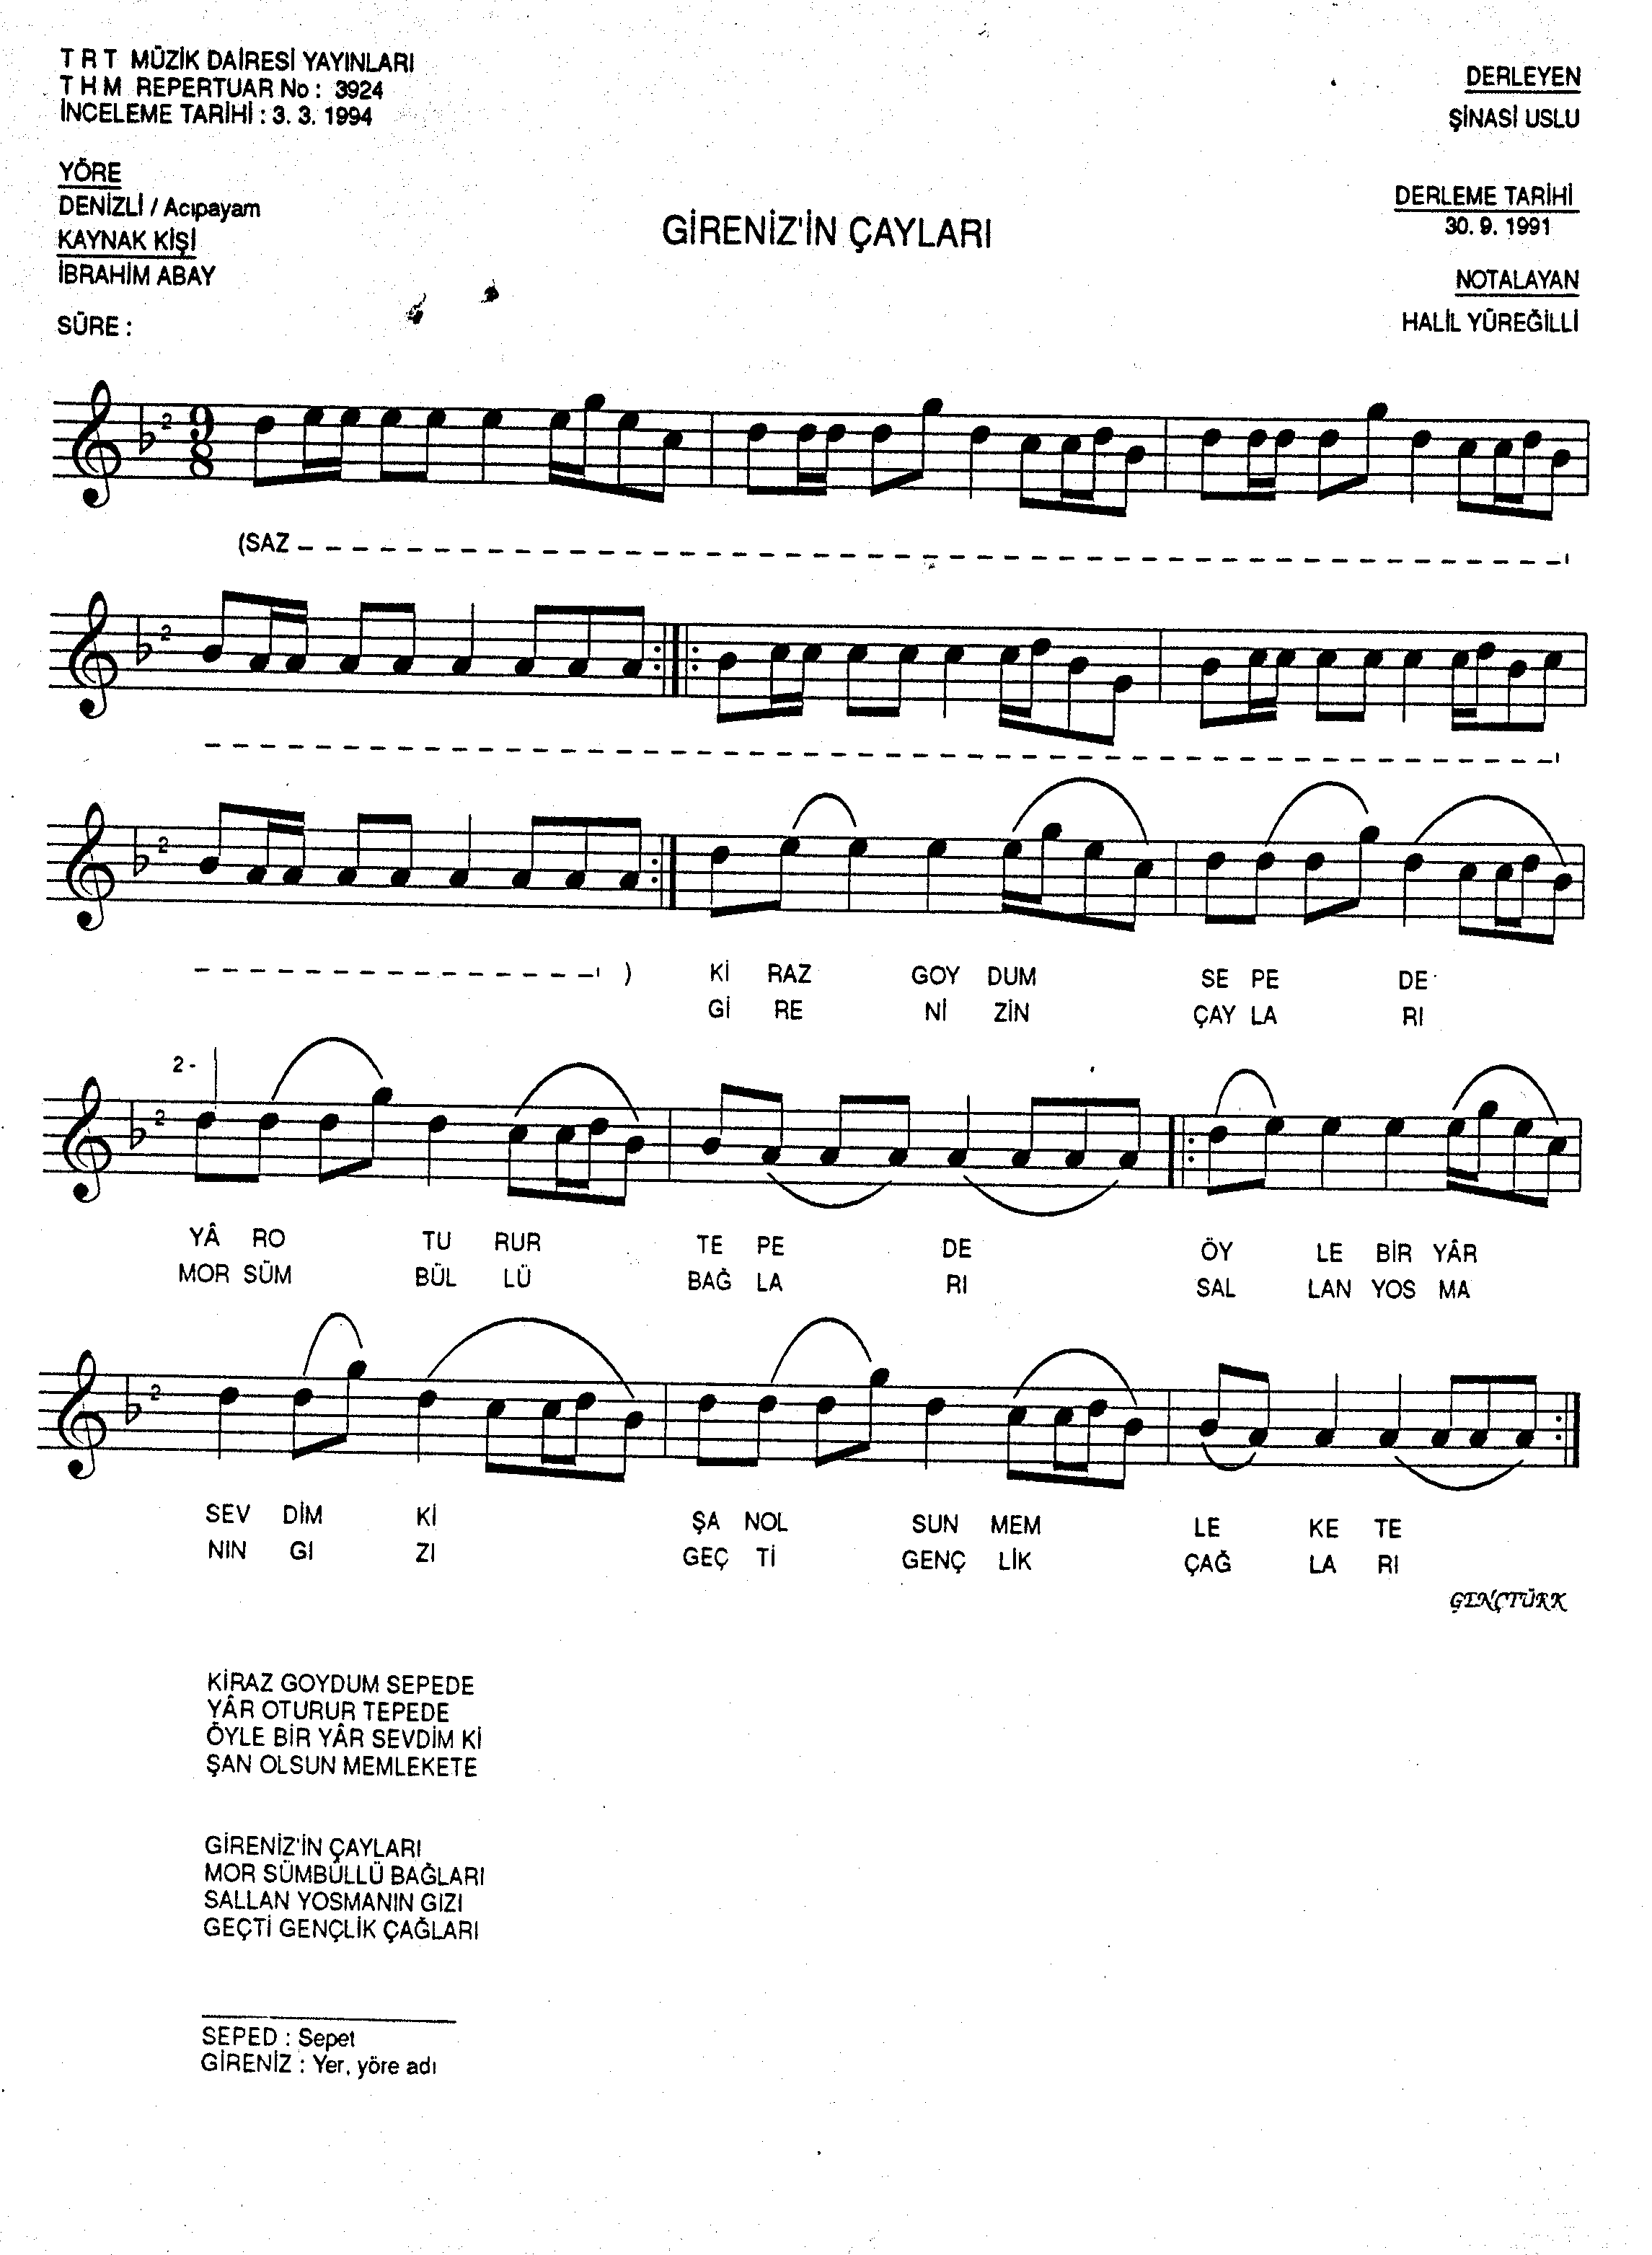 T R T MÜZİK DAİRESİ YAYINLARI
T H M REPERTUAR No : 3924
İNCELEME TARİHİ : 3. 3. 1994
DERLEYEN
ŞİNASİ USLU
YÖRE
DENİZLİ / Acıpayam
KAYNAK KİŞİ
İBRAHİM ABAY
SÜRE :
GİRENİZ'İN ÇAYLARI
DERLEME TARİHİ
30. 9. 1991
NOTALAYAN
HALİL YÜREĞİLLİ
2 9 8
(SAZ
2
2
)
Kİ RAZ GOY DUM SE PE DE
Gİ RE Nİ ZİN ÇAY LA RI
2 -
2
YÂ RO TU RUR TE PE DE ÖY LE BİR YÂR
MOR SÜM BÜL LÜ BAĞ LA RI SAL LAN YOS MA
2
SEV DİM Kİ ŞA NOL SUN MEM LE KE TE
NIN GI ZI GEÇ Tİ GENÇ LİK ÇAĞ LA RI
GENÇTÜRK
KİRAZ GOYDUM SEPEDE
YÂR OTURUR TEPEDE
ÖYLE BİR YÂR SEVDİM Kİ
ŞAN OLSUN MEMLEKETE
GİRENİZ'İN ÇAYLARI
MOR SÜMBÜLLÜ BAĞLARI
SALLAN YOSMANIN GIZI
GEÇTİ GENÇLİK ÇAĞLARI
SEPED : Sepet
GİRENİZ : Yer, yöre adı